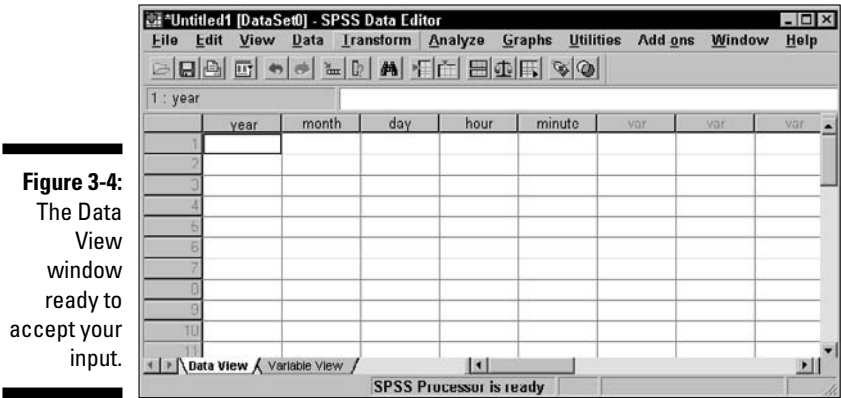 *Untitled1 [DataSet0] - SPSS Data Editor
File Edit View Data Transform Analyze Graphs Utilities Add ons Window Help
1 : year
year month day hour minute var var var
1
2
3
4
5
6
7
8
9
10
11
Data View Variable View
SPSS Processor is ready
Figure 3-4:
The Data
View
window
ready to
accept your
input.